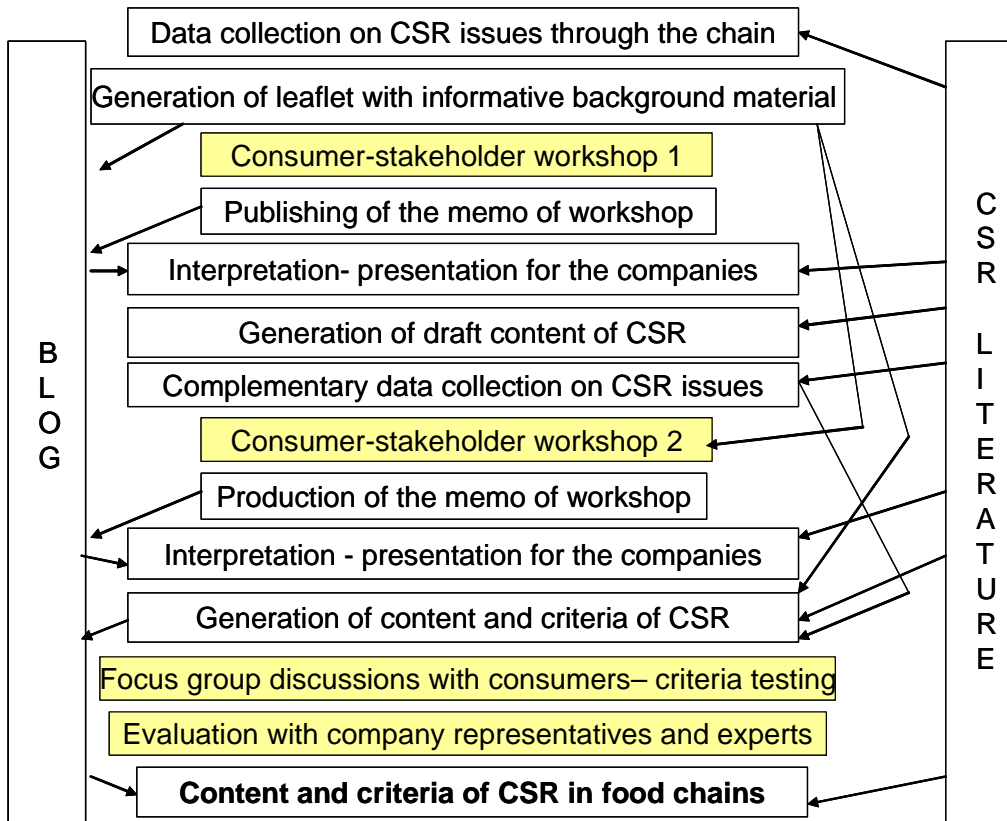 Data collection on CSR issues through the chain
Generation of leaflet with informative background material
Consumer-stakeholder workshop 1
Publishing of the memo of workshop
Interpretation- presentation for the companies
Generation of draft content of CSR
Complementary data collection on CSR issues
Consumer-stakeholder workshop 2
Production of the memo of workshop
Interpretation - presentation for the companies
Generation of content and criteria of CSR
Focus group discussions with consumers– criteria testing
Evaluation with company representatives and experts
Content and criteria of CSR in food chains
BLOG
CSR LITERATURE